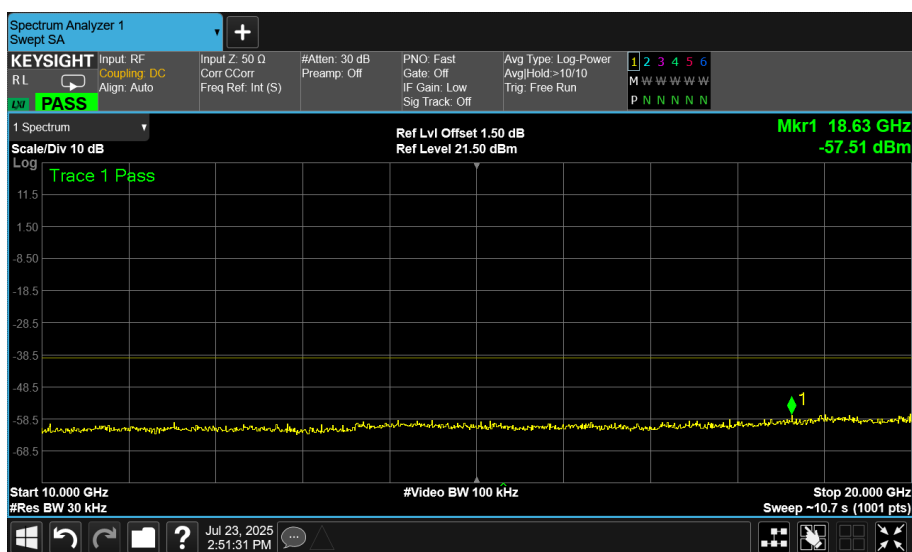 Spectrum Analyzer 1
Swept SA
KEYSIGHT
RL
LXI
PASS
Input: RF
Coupling: DC
Align: Auto
Input Z: 50 Ω
Corr CCorr
Freq Ref: Int (S)
#Atten: 30 dB
Preamp: Off
PNO: Fast
Gate: Off
IF Gain: Low
Sig Track: Off
Avg Type: Log-Power
Avg|Hold:>10/10
Trig: Free Run
1 2 3 4 5 6
M W W W W W W
P N N N N N
1 Spectrum
Scale/Div 10 dB
Ref Lvl Offset 1.50 dB
Ref Level 21.50 dBm
Mkr1 18.63 GHz
-57.51 dBm
Log
Trace 1 Pass
11.5
1.50
-8.50
-18.5
-28.5
-38.5
-48.5
1
-58.5
-68.5
Start 10.000 GHz
#Res BW 30 kHz
#Video BW 100 kHz
Stop 20.000 GHz
Sweep ~10.7 s (1001 pts)
?
Jul 23, 2025
2:51:31 PM